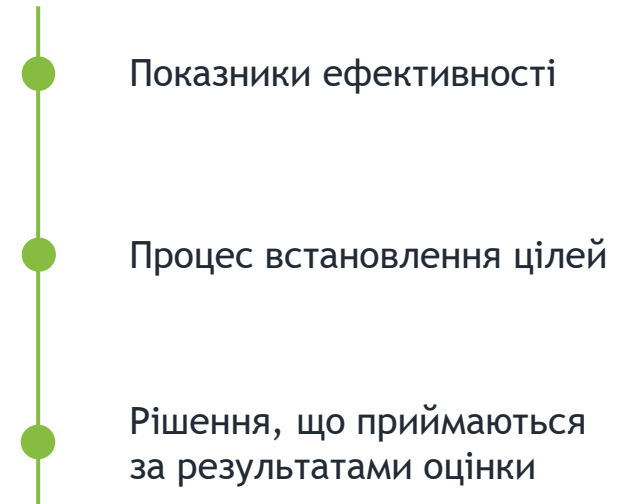 Показники ефективності
Процес встановлення цілей
Рішення, що приймаються
за результатами оцінки